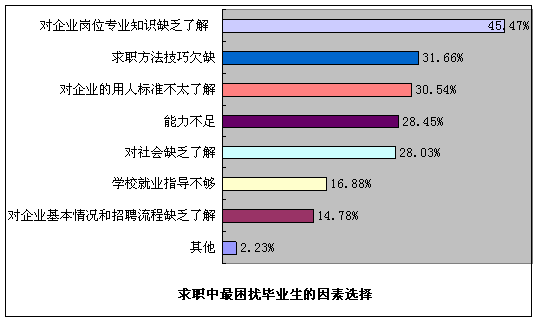 对企业岗位专业知识缺乏了解 45.47%
求职方法技巧欠缺 31.66%
对企业的用人标准不太了解 30.54%
能力不足 28.45%
对社会缺乏了解 28.03%
学校就业指导不够 16.88%
对企业基本情况和招聘流程缺乏了解 14.78%
其他 2.23%
求职中最困扰毕业生的因素选择